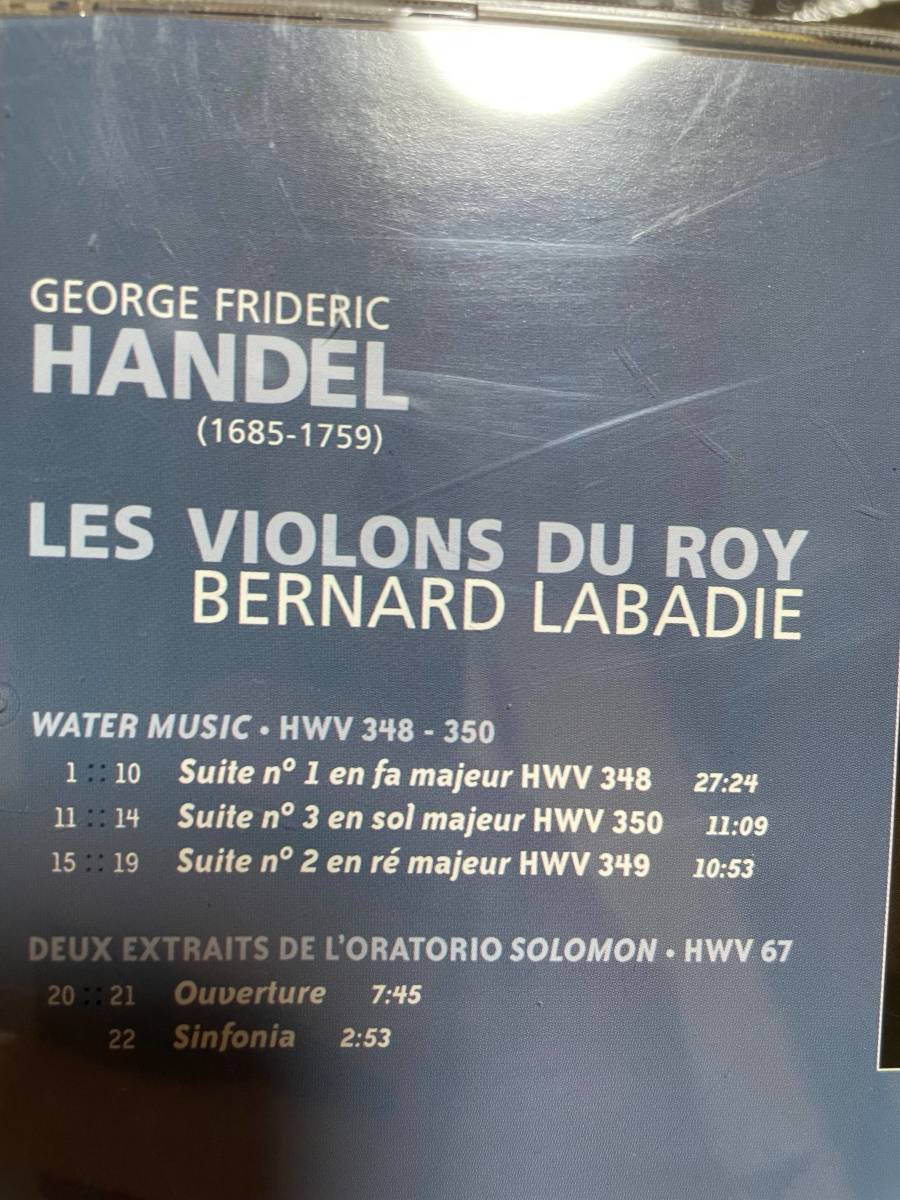 GEORGE FRIDERIC
HANDEL
(1685-1759)
LES VIOLONS DU ROY
BERNARD LABADIE
WATER MUSIC • HWV 348 - 350
1 :: 10 Suite nº 1 en fa majeur HWV 348 27:24
11 :: 14 Suite nº 3 en sol majeur HWV 350 11:09
15 :: 19 Suite nº 2 en ré majeur HWV 349 10:53
DEUX EXTRAITS DE L'ORATORIO SOLOMON • HWV 67
20 :: 21 Ouverture 7:45
22 Sinfonia 2:53